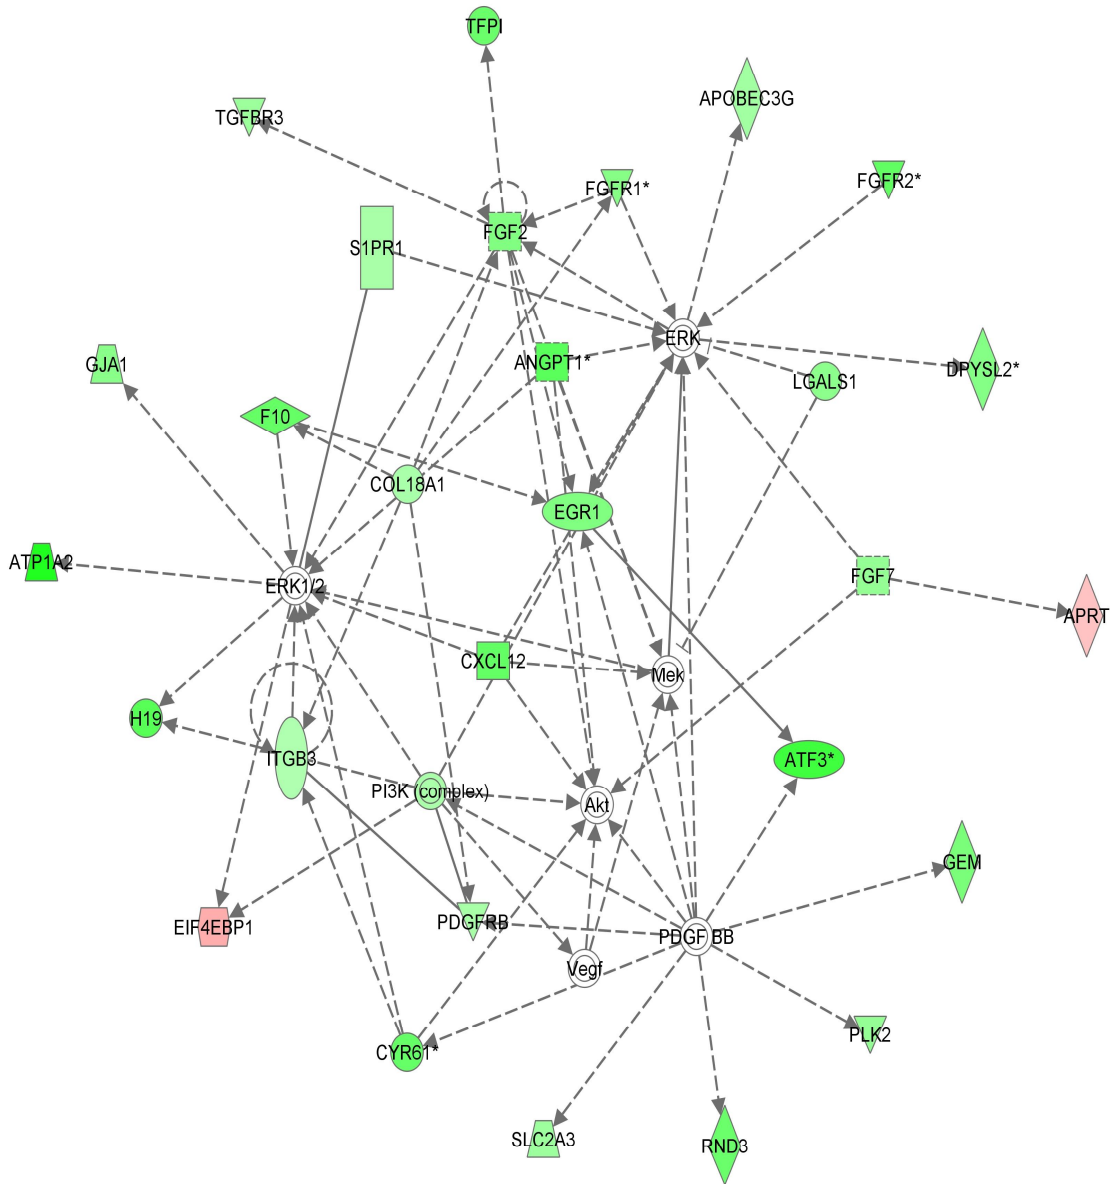 TFPI
APOBEC3G
TGFBR3
FGFR1*
FGFR2*
FGF2
S1PR1
ERK
GJA1
ANGPT1*
DPYSL2*
LGALS1
F10
COL18A1
EGR1
ATP1A2
ERK1/2
FGF7
APRT
CXCL12
Mek
H19
ITGB3
ATF3*
PI3K (complex)
Akt
GEM
EIF4EBP1
PDGFRB
PDGF BB
Vegf
PLK2
CYR61*
SLC2A3
RND3